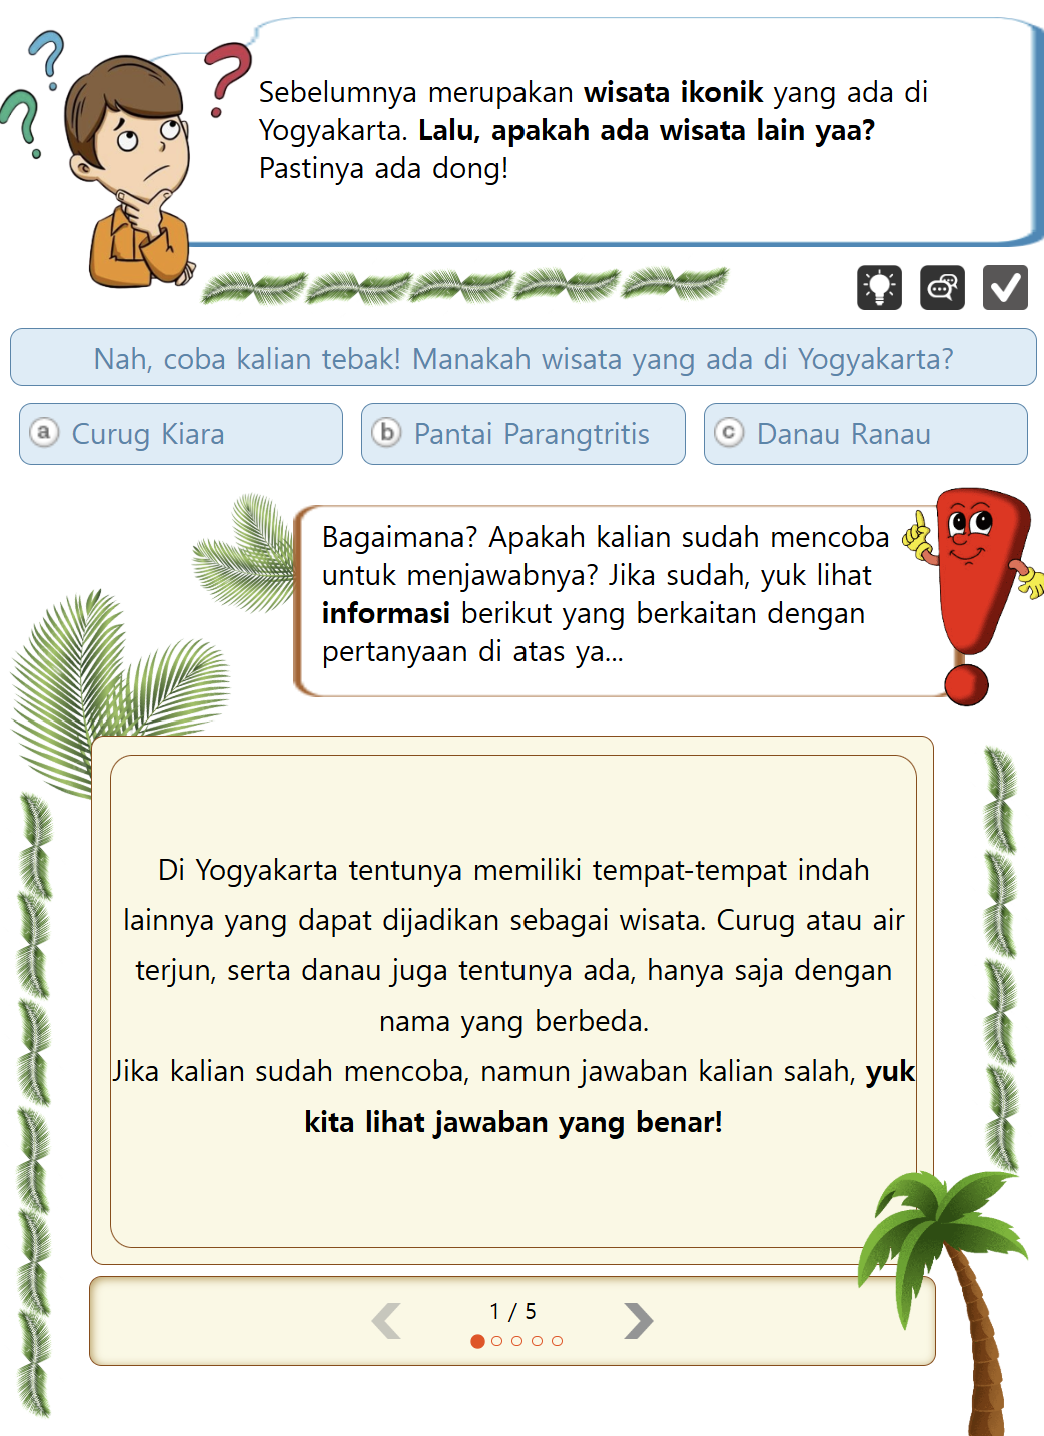 Sebelumnya merupakan wisata ikonik yang ada di
Yogyakarta. Lalu, apakah ada wisata lain yaa?
Pastinya ada dong!
Nah, coba kalian tebak! Manakah wisata yang ada di Yogyakarta?
a Curug Kiara
b Pantai Parangtritis
c Danau Ranau
Bagaimana? Apakah kalian sudah mencoba
untuk menjawabnya? Jika sudah, yuk lihat
informasi berikut yang berkaitan dengan
pertanyaan di atas ya...
Di Yogyakarta tentunya memiliki tempat-tempat indah
lainnya yang dapat dijadikan sebagai wisata. Curug atau air
terjun, serta danau juga tentunya ada, hanya saja dengan
nama yang berbeda.
Jika kalian sudah mencoba, namun jawaban kalian salah, yuk
kita lihat jawaban yang benar!
1 / 5